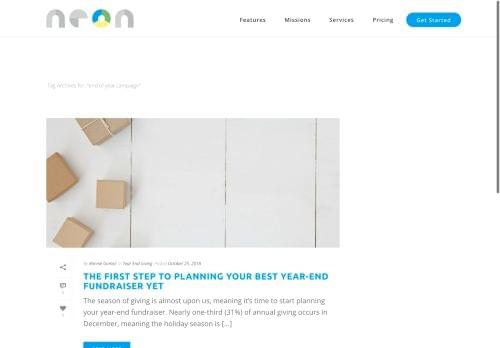 neon
Features Missions Services Pricing Get Started
Tag Archives for: "end of year campaign"
in Year End Giving Posted October 25, 2018
THE FIRST STEP TO PLANNING YOUR BEST YEAR-END
FUNDRAISER YET
The season of giving is almost upon us, meaning it's time to start planning
your year-end fundraiser. Nearly one-third (31%) of annual giving occurs in
December, meaning the holiday season is [...]